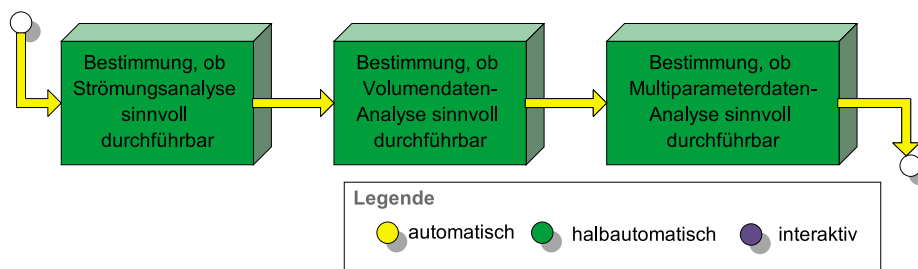 Bestimmung, ob
Strömungsanalyse
sinnvoll
durchführbar
Bestimmung, ob
Volumendaten-
Analyse sinnvoll
durchführbar
Bestimmung, ob
Multiparameterdaten-
Analyse sinnvoll
durchführbar
Legende
automatisch
halbautomatisch
interaktiv